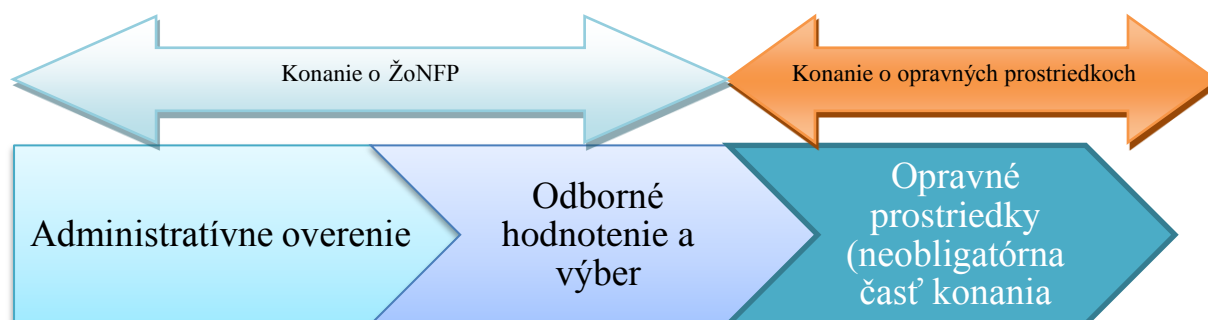 Konanie o ŽoNFP
Konanie o opravných prostriedkoch
Administratívne overenie
Odborné
hodnotenie a
výber
Opravné
prostriedky
(neobligatórna
časť konania